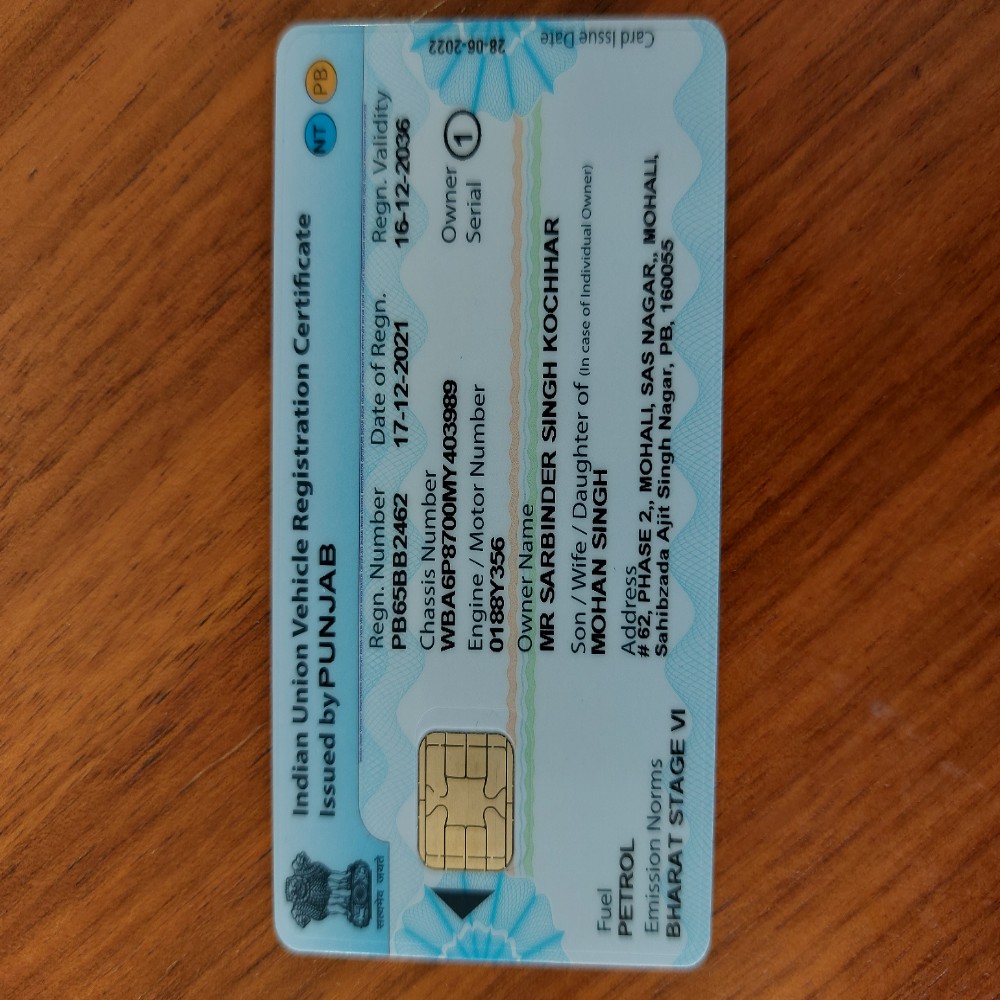 Indian Union Vehicle Registration Certificate
Issued by PUNJAB
NT PB
सत्यमेव जयते
Regn. Number Date of Regn. Regn. Validity
PB65BB2462 17-12-2021 16-12-2036
Chassis Number
WBA6P8700MY403989
Engine / Motor Number
0188Y356
Owner
Serial 1
Owner Name
MR SARBINDER SINGH KOCHHAR
Son / Wife / Daughter of (In case of Individual Owner)
MOHAN SINGH
Address
# 62, PHASE 2,, MOHALI, SAS NAGAR,, MOHALI,
Sahibzada Ajit Singh Nagar, PB, 160055
Fuel
PETROL
Emission Norms
BHARAT STAGE VI
Card Issue Date 28-06-2022